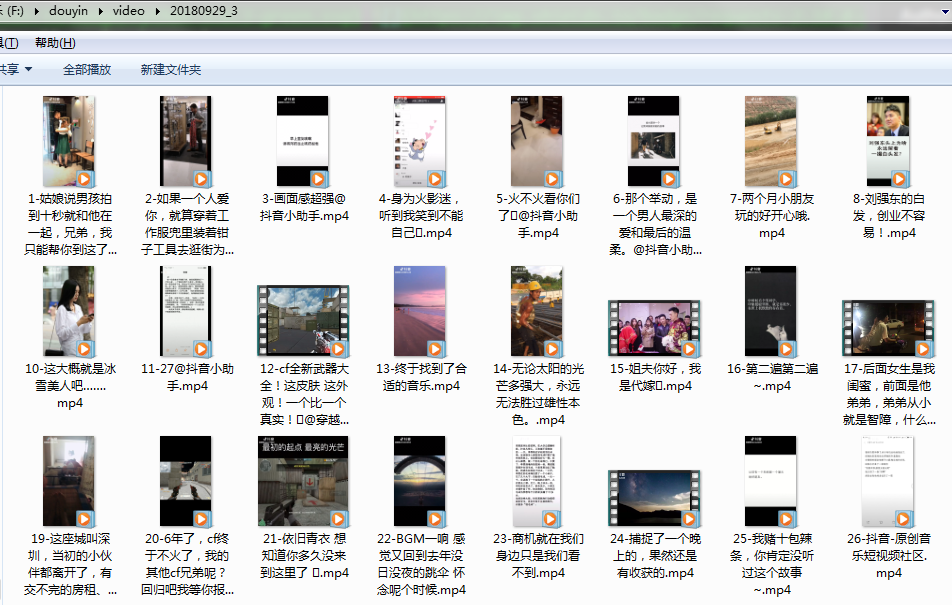 乐 (F:) ▸ douyin ▸ video ▸ 20180929_3
具(T) 帮助(H)
共享 全部播放 新建文件夹
1-姑娘说男孩拍
到十秒就和他在
一起，兄弟，我
只能帮你到这了...
2-如果一个人爱
你，就算穿着工
作服兜里装着钳
子工具去逛街为...
3-画面感超强@
抖音小助手.mp4
4-身为火影迷，
听到我笑到不能
自己.mp4
5-火不火看你们
了@抖音小助
手.mp4
6-那个举动，是
一个男人最深的
爱和最后的温
柔。@抖音小助...
7-两个月小朋友
玩的好开心哦.
mp4
8-刘强东的白
发，创业不容
易！.mp4
10-这大概就是冰
雪美人吧.......
mp4
11-27@抖音小助
手.mp4
12-cf全新武器大
全！这皮肤 这外
观！一个比一个
真实！@穿越...
13-终于找到了合
适的音乐.mp4
14-无论太阳的光
芒多强大，永远
无法胜过雄性本
色。.mp4
15-姐夫你好，我
是代嫁.mp4
16-第二遍第二遍
~.mp4
17-后面女生是我
闺蜜，前面是他
弟弟，弟弟从小
就是智障，什么...
最初的起点 最亮的光芒
19-这座城叫深
圳，当初的小伙
伴都离开了，有
交不完的房租、...
20-6年了，cf终
于不火了，我的
其他cf兄弟呢？
回归吧我等你报...
21-依旧青衣 想
知道你多久没来
到这里了 .mp4
22-BGM一响 感
觉又回到去年没
日没夜的跳伞 怀
念呢个时候.mp4
23-商机就在我们
身边只是我们看
不到.mp4
24-捕捉了一个晚
上的，果然还是
有收获的.mp4
25-我赌十包辣
条，你肯定没听
过这个故事
~.mp4
26-抖音-原创音
乐短视频社区.
mp4